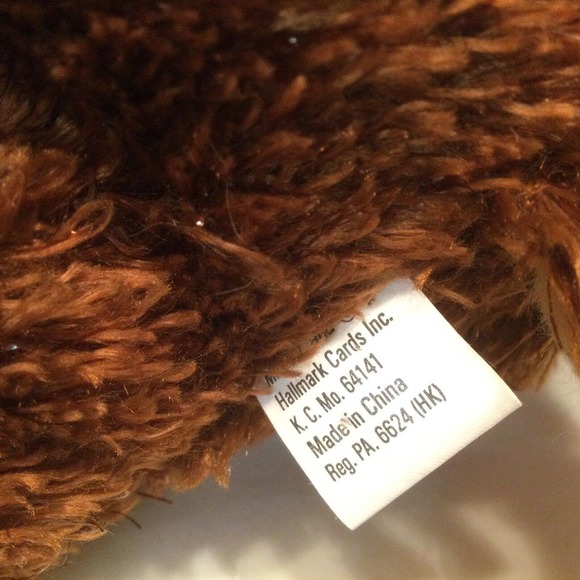 Hallmark Cards Inc.
K. C. Mo. 64141
Made in China
Reg. PA. 6624 (HK)